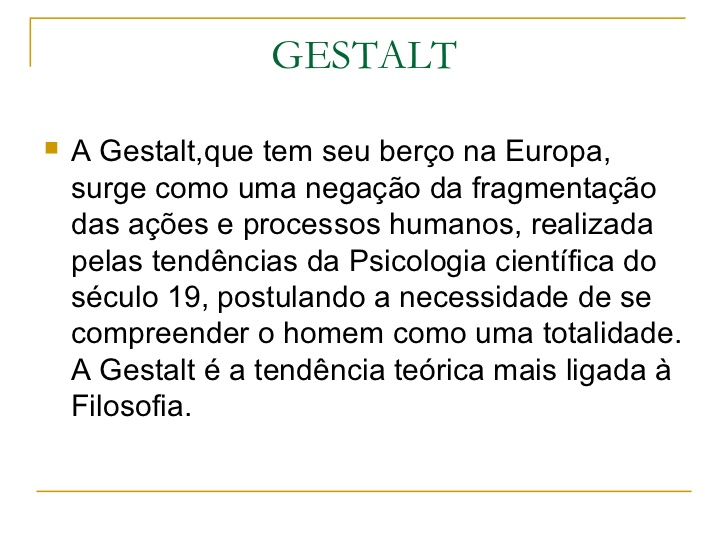 GESTALT
A Gestalt,que tem seu berço na Europa,
surge como uma negação da fragmentação
das ações e processos humanos, realizada
pelas tendências da Psicologia científica do
século 19, postulando a necessidade de se
compreender o homem como uma totalidade.
A Gestalt é a tendência teórica mais ligada à
Filosofia.